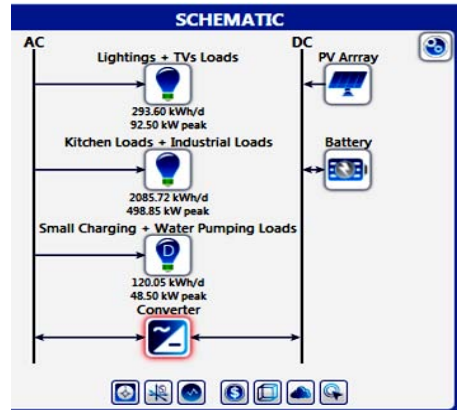 SCHEMATIC
AC
DC
Lightings + TVs Loads
PV Arrray
293.60 kWh/d
92.50 kW peak
Kitchen Loads + Industrial Loads
Battery
2085.72 kWh/d
498.85 kW peak
Small Charging + Water Pumping Loads
D
120.05 kWh/d
48.50 kW peak
Converter
$